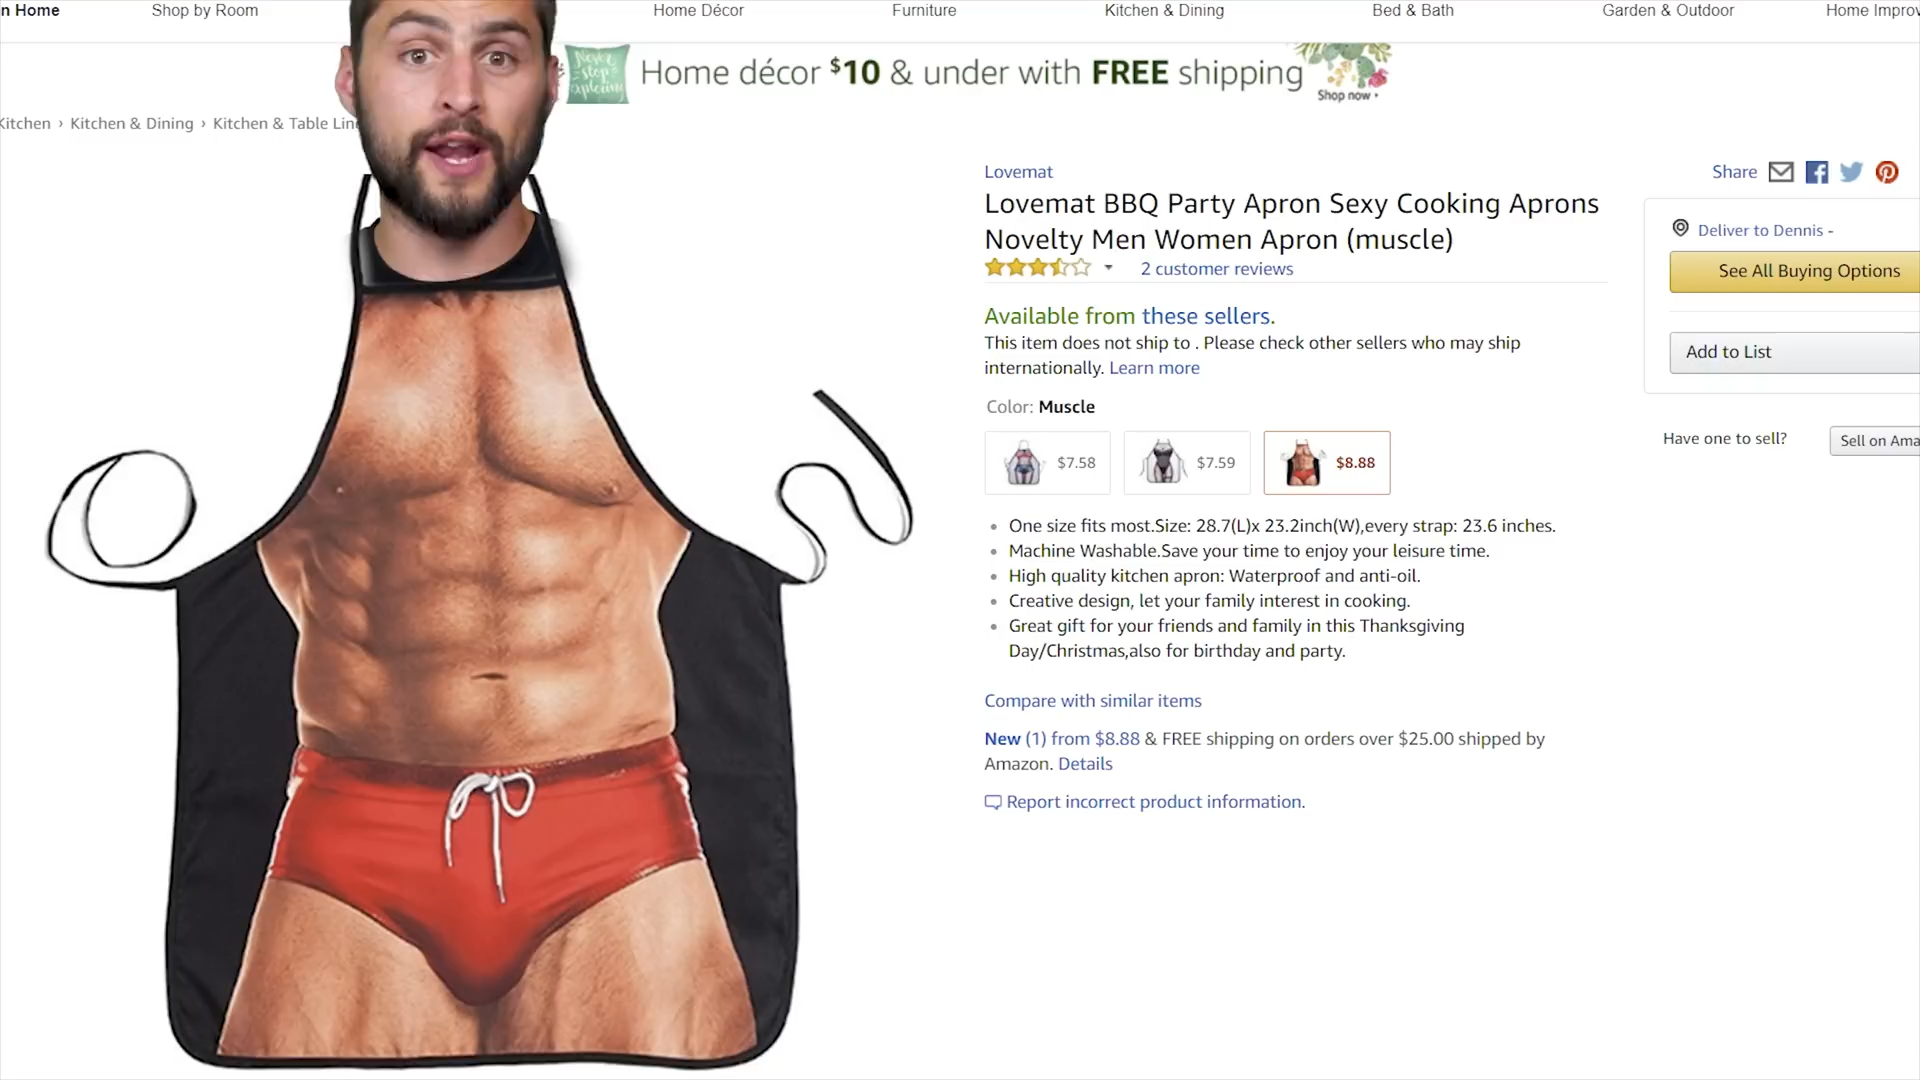 n Home
Shop by Room
Home Décor
Furniture
Kitchen & Dining
Bed & Bath
Garden & Outdoor
Home Improv
Never
stop
exploring
Home décor $10 & under with FREE shipping
Shop now ▸
Kitchen › Kitchen & Dining › Kitchen & Table Lin
Lovemat
Share
Lovemat BBQ Party Apron Sexy Cooking Aprons
Novelty Men Women Apron (muscle)
2 customer reviews
Deliver to Dennis -
See All Buying Options
Available from these sellers.
This item does not ship to . Please check other sellers who may ship
internationally. Learn more
Add to List
Color: Muscle
$7.58
$7.59
$8.88
Have one to sell?
Sell on Ama
One size fits most.Size: 28.7(L)x 23.2inch(W),every strap: 23.6 inches.
Machine Washable.Save your time to enjoy your leisure time.
High quality kitchen apron: Waterproof and anti-oil.
Creative design, let your family interest in cooking.
Great gift for your friends and family in this Thanksgiving
Day/Christmas,also for birthday and party.
Compare with similar items
New (1) from $8.88 & FREE shipping on orders over $25.00 shipped by
Amazon. Details
Report incorrect product information.